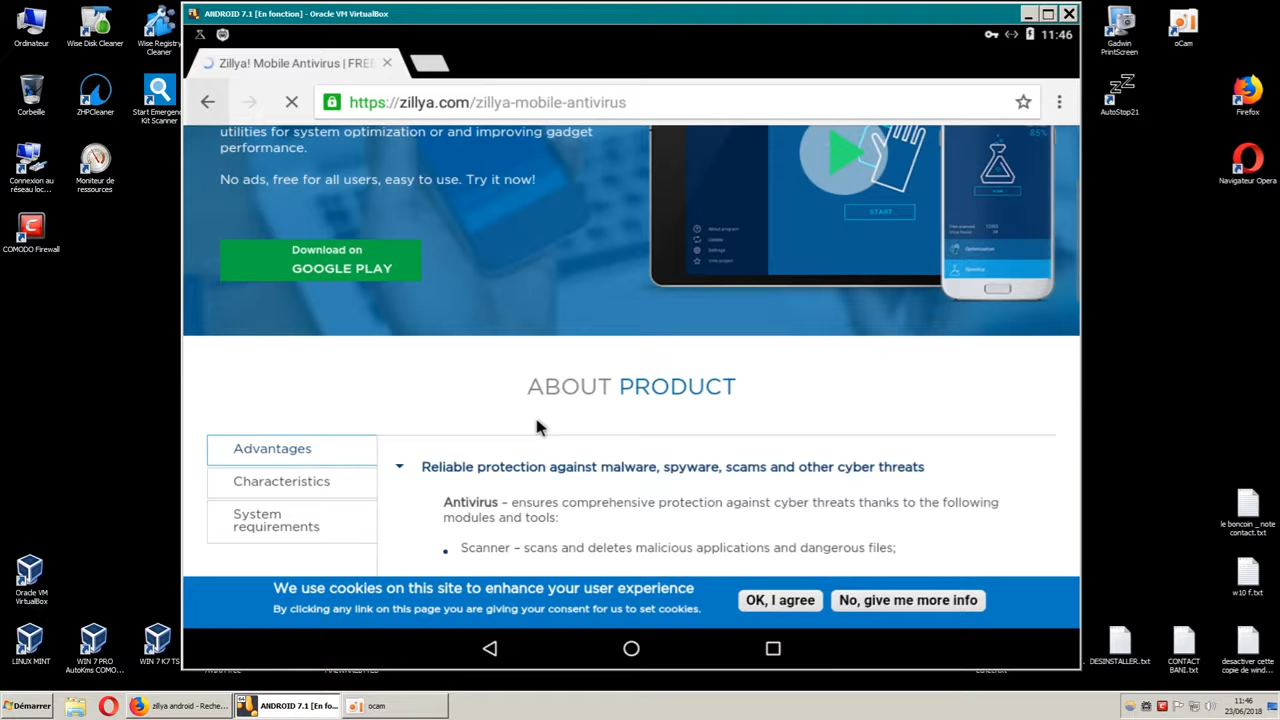 ANDROID 7.1 [En fonction] - Oracle VM VirtualBox
11:46
Zillya! Mobile Antivirus | FREE
https://zillya.com/zillya-mobile-antivirus
utilities for system optimization or and improving gadget
performance.
No ads, free for all users, easy to use. Try it now!
Download on
GOOGLE PLAY
START
85%
About program
Update
Settings
Optimization
ABOUT PRODUCT
Advantages
Characteristics
System
requirements
Reliable protection against malware, spyware, scams and other cyber threats
Antivirus – ensures comprehensive protection against cyber threats thanks to the following
modules and tools:
Scanner – scans and deletes malicious applications and dangerous files;
We use cookies on this site to enhance your user experience
By clicking any link on this page you are giving your consent for us to set cookies.
OK, I agree
No, give me more info
Ordinateur
Wise Disk Cleaner
Wise Registry
Cleaner
Corbeille
ZHPCleaner
Start Emergenc
Kit Scanner
Connexion au
réseau loc...
Moniteur de
ressources
COMODO Firewall
Oracle VM
VirtualBox
LINUX MINT
WIN 7 PRO
AutoKms COMO...
WIN 7 K7 TS
Gadwin
PrintScreen
oCam
AutoStop21
Firefox
Navigateur Opera
le boncoin _note
contact.txt
w10 f.txt
DESINSTALLER.txt
CONTACT
BANI.txt
desactiver cette
copie de wind...
Démarrer
zillya android - Reche...
ANDROID 7.1 [En fo...
ocam
11:46
23/06/2018